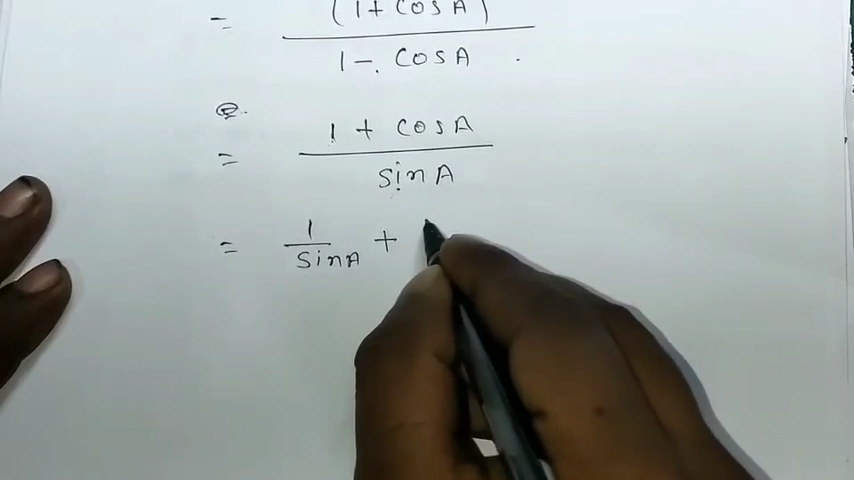 = (1 + COSA)
1 - COSA
= 1 + COSA
sinA
= 1 +
sinA